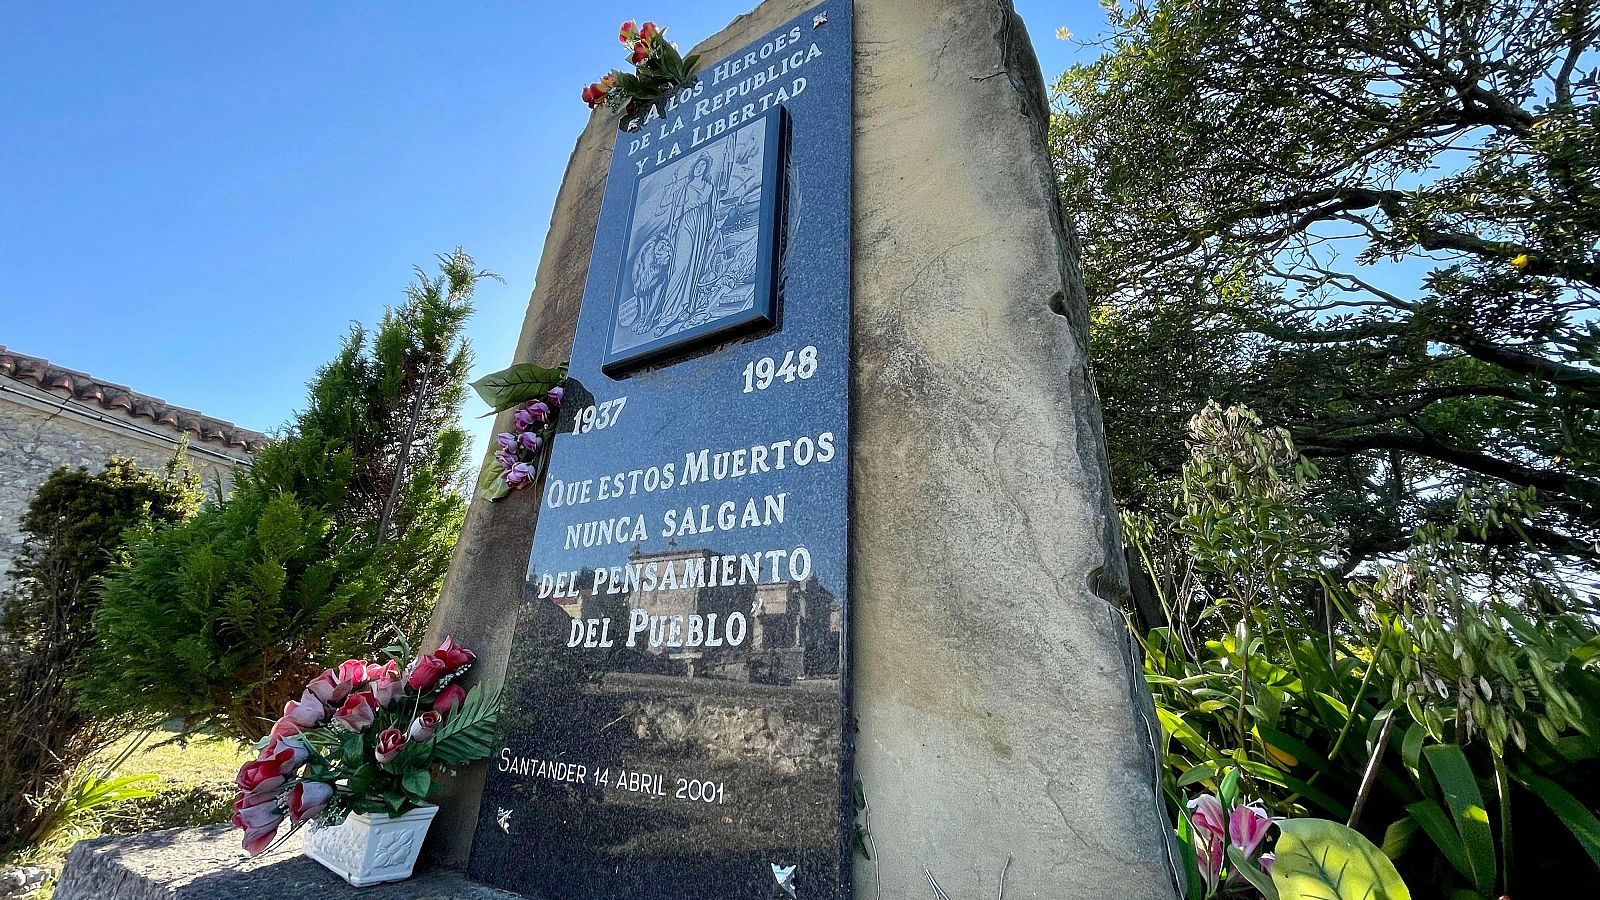 A LOS HEROES
DE LA REPUBLICA
Y LA LIBERTAD
1937 1948
"QUE ESTOS MUERTOS
NUNCA SALGAN
DEL PENSAMIENTO
DEL PUEBLO"
SANTANDER 14 ABRIL 2001